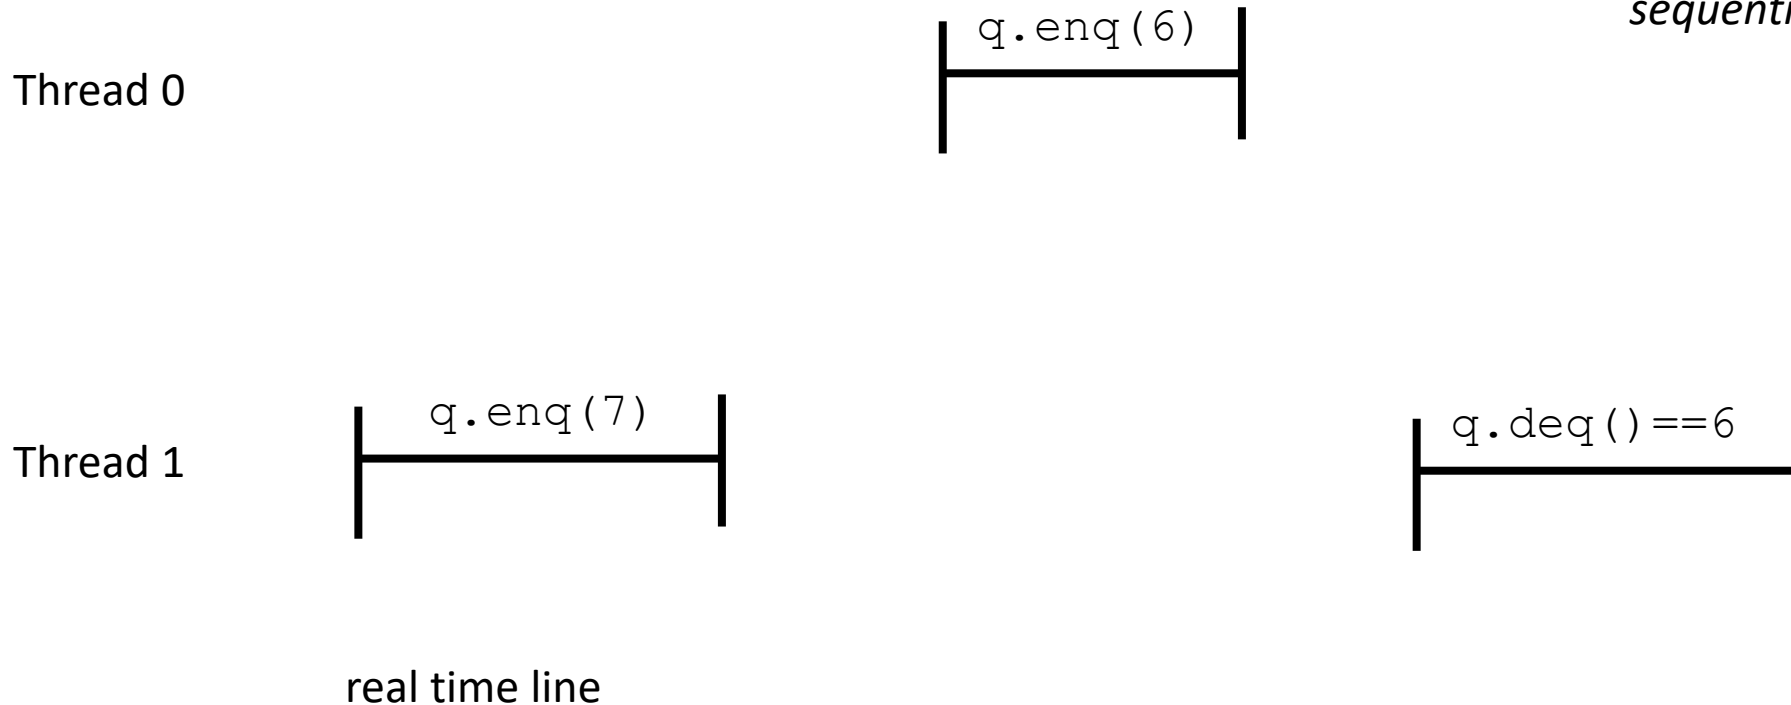 q.enq(6)
Thread 0
q.enq(7)
q.deq()==6
Thread 1
real time line